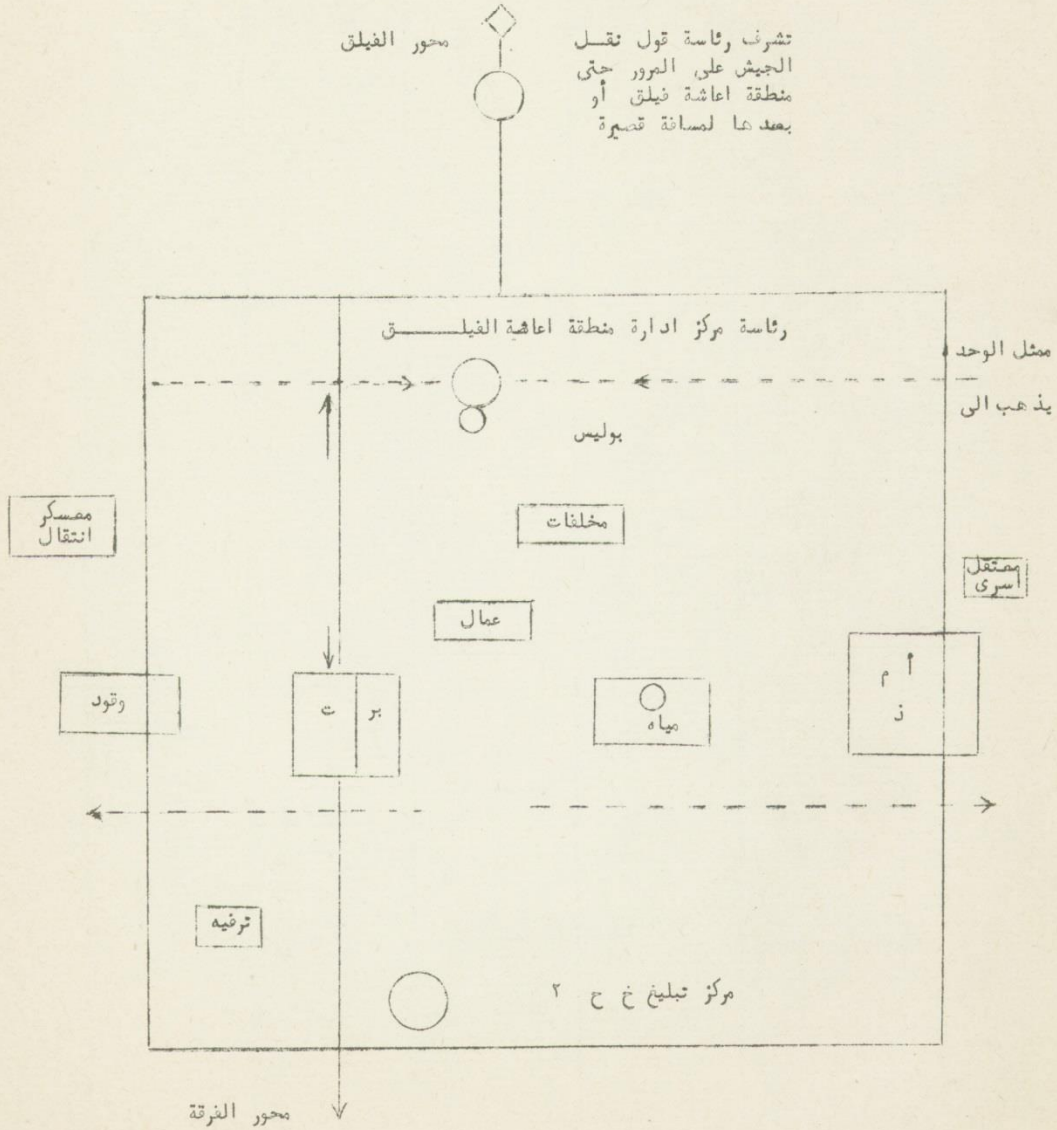 محور الفيلق
تشرف رئاسة قول نقل
الجيش على المرور حتى
منطقة اعاشة فيلق أو
بعدها لمسافة قصيرة
رئاسة مركز ادارة منطقة اعاشة الفيلق
ممثل الوحد
يذهب الى
بوليس
معسكر
انتقال
مخلفات
معتقل
أسرى
عمال
وقود
ت
بر
مياه
م أ
ذ
ترفيه
مركز تبليغ خ ح ٢
محور الفرقة